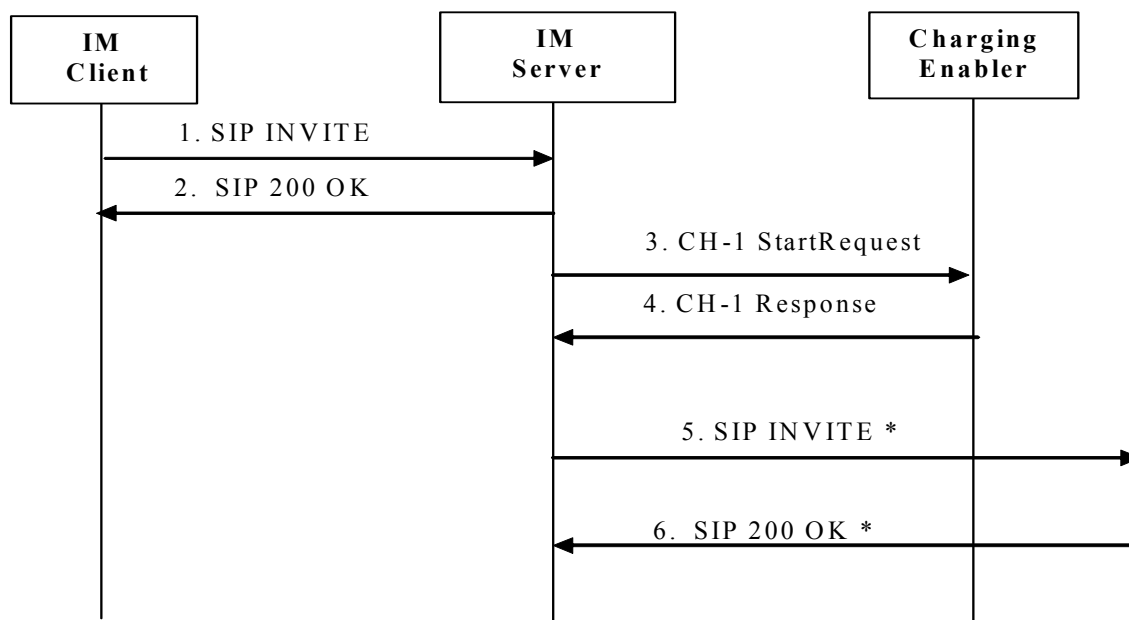 IM
Client
IM
Server
Charging
Enabler
1. SIP INVITE
2. SIP 200 OK
3. CH-1 StartRequest
4. CH-1 Response
5. SIP INVITE *
6. SIP 200 OK *